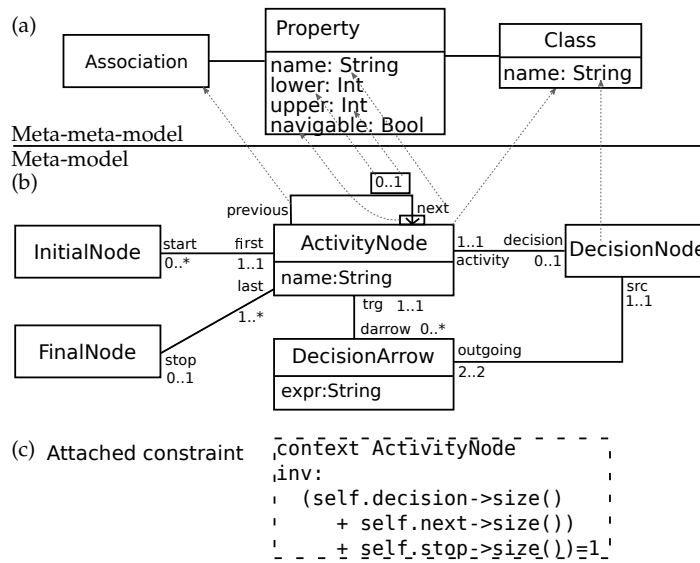 (a)
Association
Property
name: String
lower: Int
upper: Int
navigable: Bool
Class
name: String
Meta-meta-model
Meta-model
(b)
0..1
previous
next
InitialNode
start
0..*
first
1..1
ActivityNode
name:String
1..1
activity
decision
0..1
DecisionNode
last
1..*
src
1..1
FinalNode
stop
0..1
trg
1..1
darrow
0..*
DecisionArrow
expr:String
outgoing
2..2
(c) Attached constraint
context ActivityNode
inv:
(self.decision->size()
+ self.next->size())
+ self.stop->size())=1